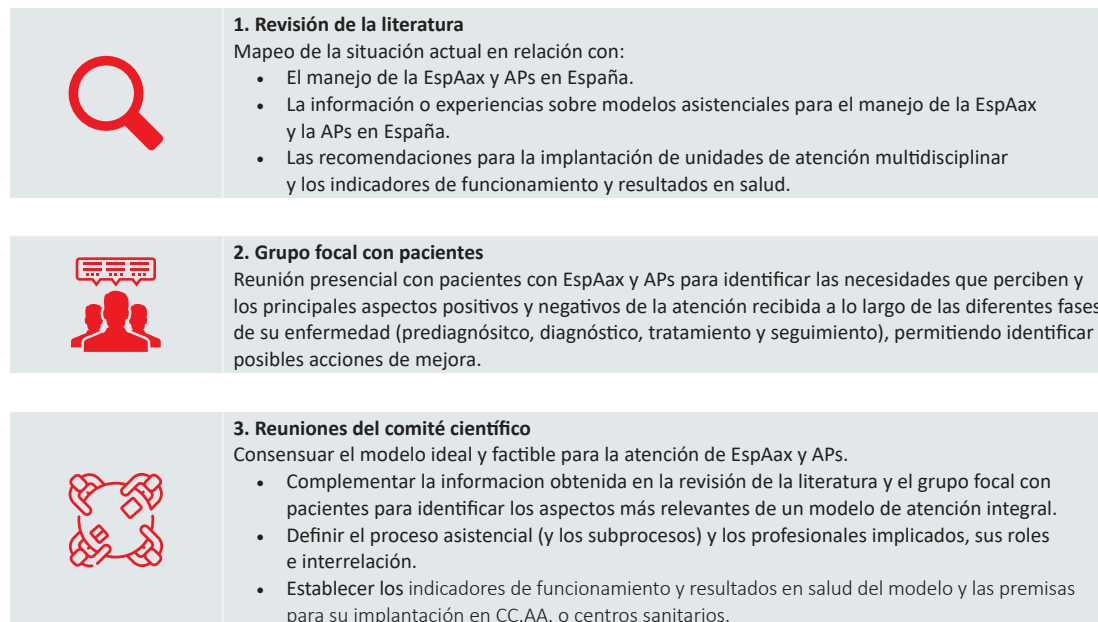 1. Revisión de la literatura
Mapeo de la situación actual en relación con:
• El manejo de la EspAax y APs en España.
• La información o experiencias sobre modelos asistenciales para el manejo de la EspAax
y la APs en España.
• Las recomendaciones para la implantación de unidades de atención multidisciplinar
y los indicadores de funcionamiento y resultados en salud.
2. Grupo focal con pacientes
Reunión presencial con pacientes con EspAax y APs para identificar las necesidades que perciben y
los principales aspectos positivos y negativos de la atención recibida a lo largo de las diferentes fases
de su enfermedad (prediagnósitco, diagnóstico, tratamiento y seguimiento), permitiendo identificar
posibles acciones de mejora.
3. Reuniones del comité científico
Consensuar el modelo ideal y factible para la atención de EspAax y APs.
• Complementar la informacion obtenida en la revisión de la literatura y el grupo focal con
pacientes para identificar los aspectos más relevantes de un modelo de atención integral.
• Definir el proceso asistencial (y los subprocesos) y los profesionales implicados, sus roles
e interrelación.
• Establecer los indicadores de funcionamiento y resultados en salud del modelo y las premisas
para su implantación en CC.AA. o centros sanitarios.